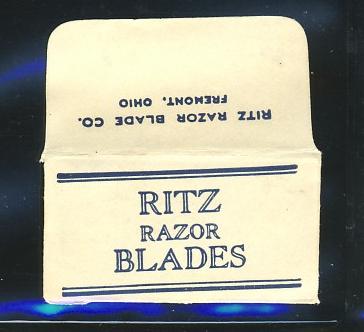 RITZ RAZOR BLADE CO.
FREMONT, OHIO
RITZ
RAZOR
BLADES